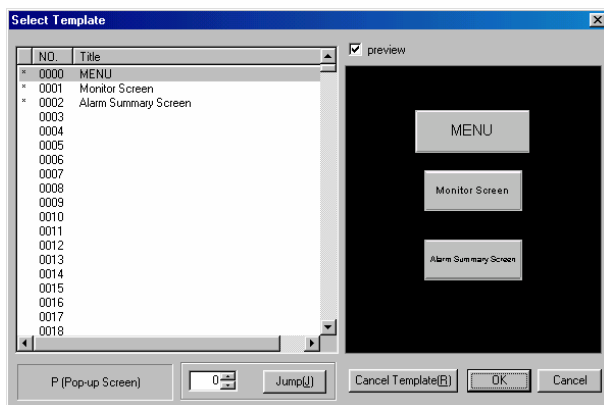 Select Template
NO. Title
* 0000 MENU
* 0001 Monitor Screen
* 0002 Alarm Summary Screen
0003
0004
0005
0006
0007
0008
0009
0010
0011
0012
0013
0014
0015
0016
0017
0018
preview
MENU
Monitor Screen
Alarm Summary Screen
P (Pop-up Screen)
0
Jump(J)
Cancel Template(R)
OK
Cancel